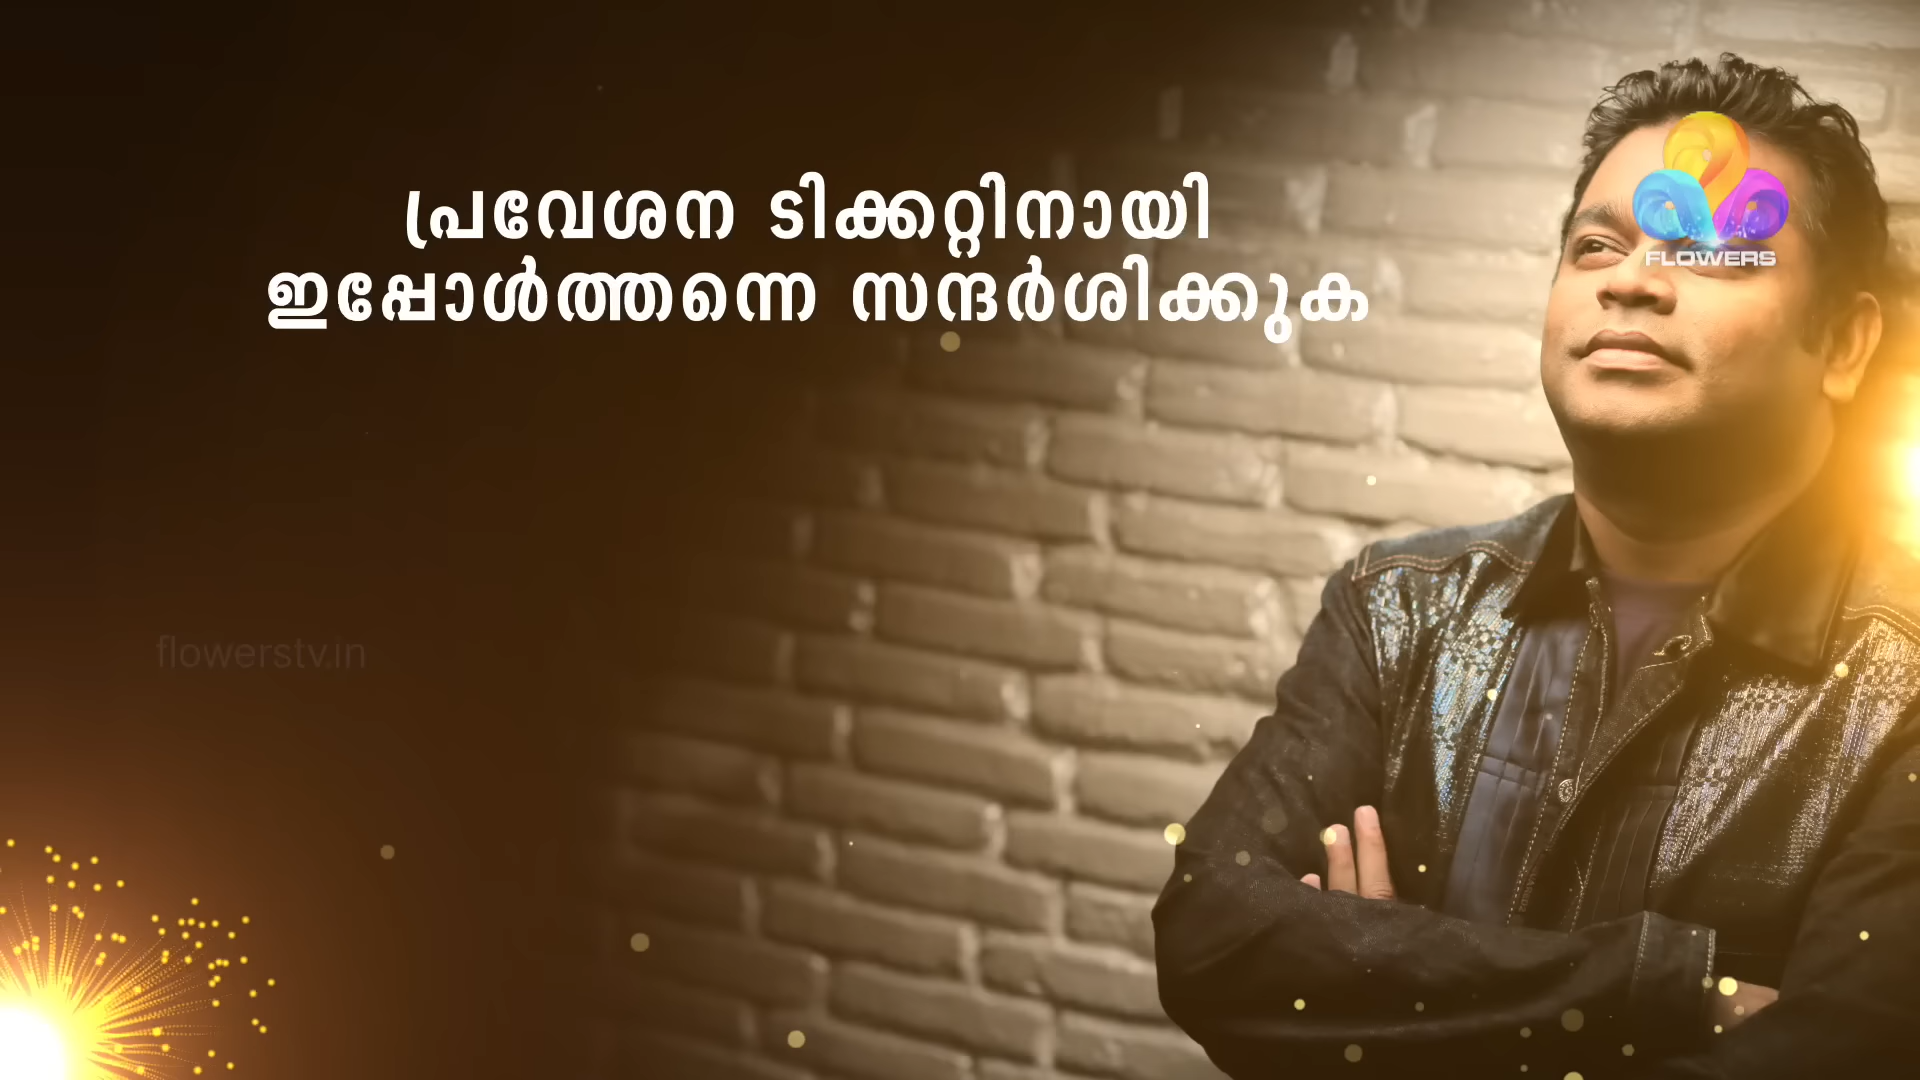 പ്രവേശന ടിക്കറ്റിനായി
ഇപ്പോൾത്തന്നെ സന്ദർശിക്കുക
FLOWERS
flowerstv.in